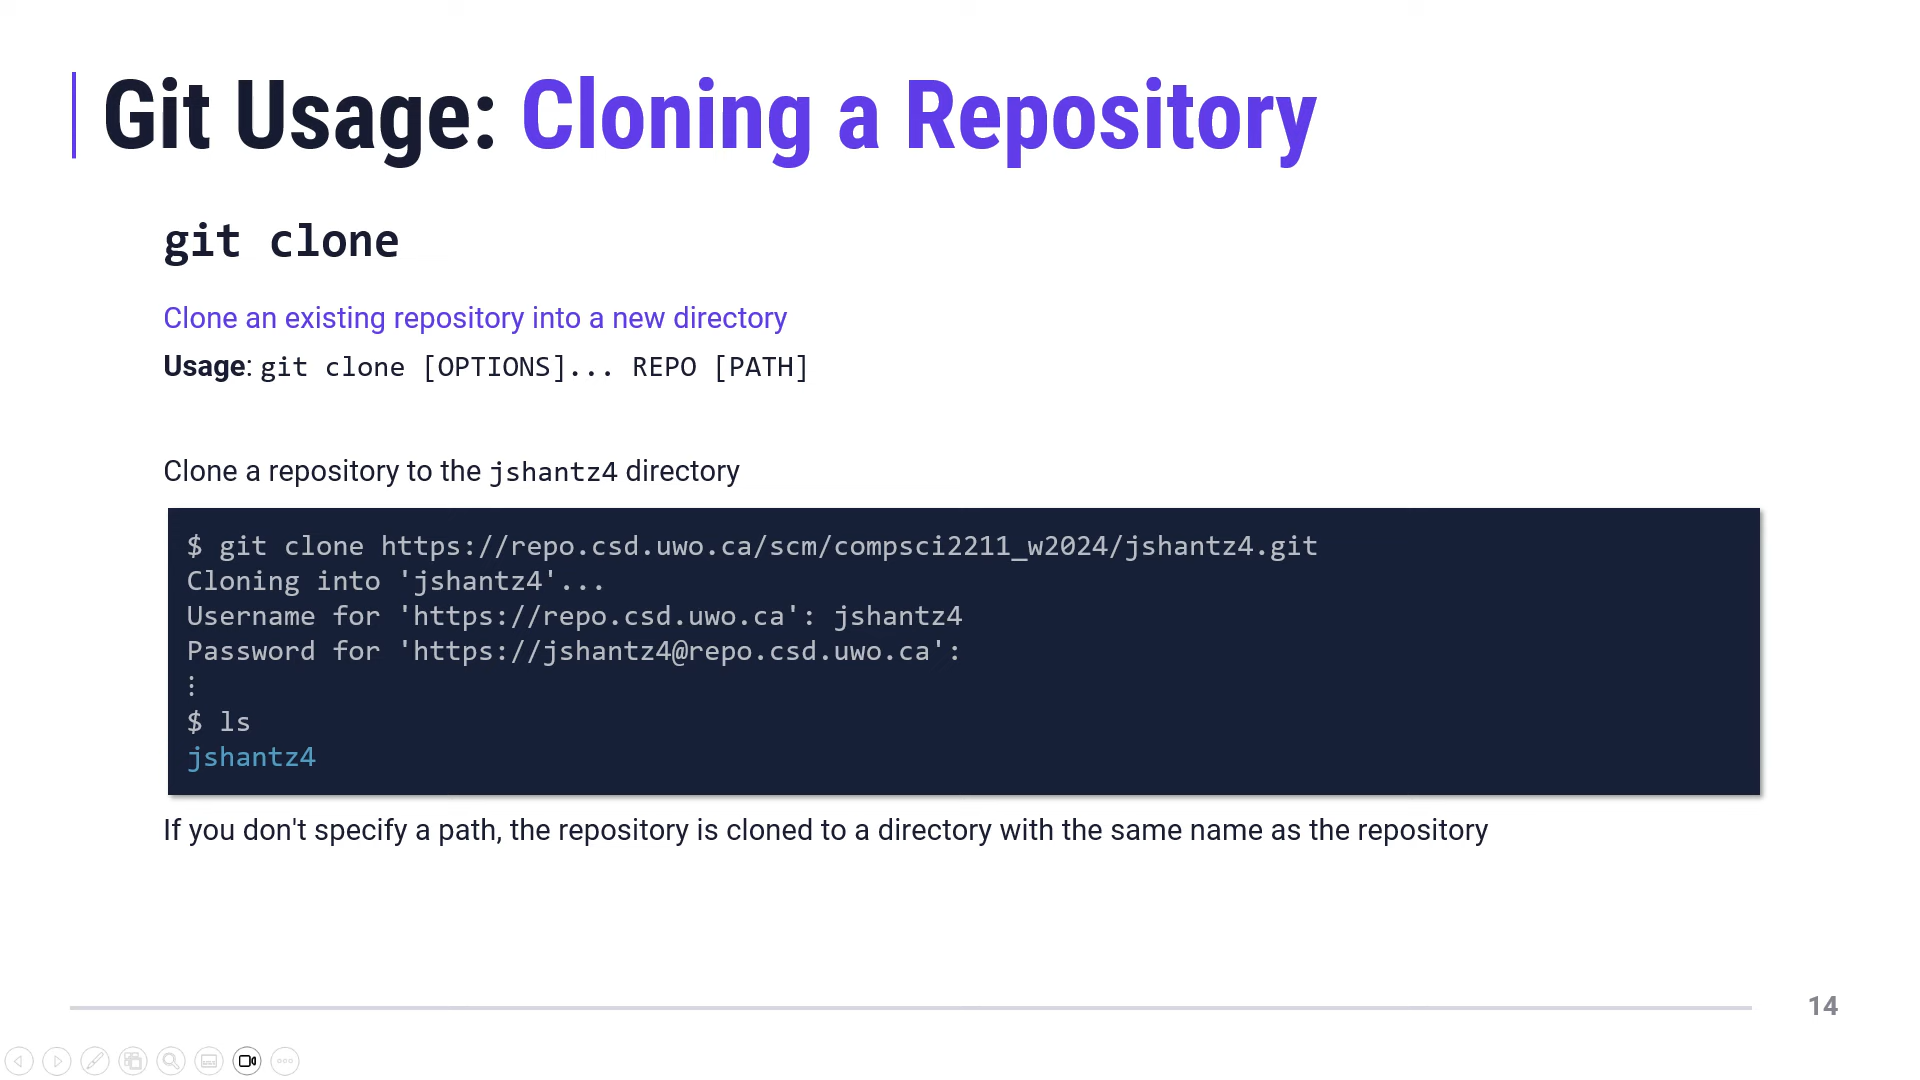 Git Usage: Cloning a Repository
git clone
Clone an existing repository into a new directory
Usage: git clone [OPTIONS]... REPO [PATH]
Clone a repository to the jshantz4 directory
$ git clone https://repo.csd.uwo.ca/scm/compsci2211_w2024/jshantz4.git
Cloning into 'jshantz4'...
Username for 'https://repo.csd.uwo.ca': jshantz4
Password for 'https://jshantz4@repo.csd.uwo.ca':
⋮
$ ls
jshantz4
If you don't specify a path, the repository is cloned to a directory with the same name as the repository
14